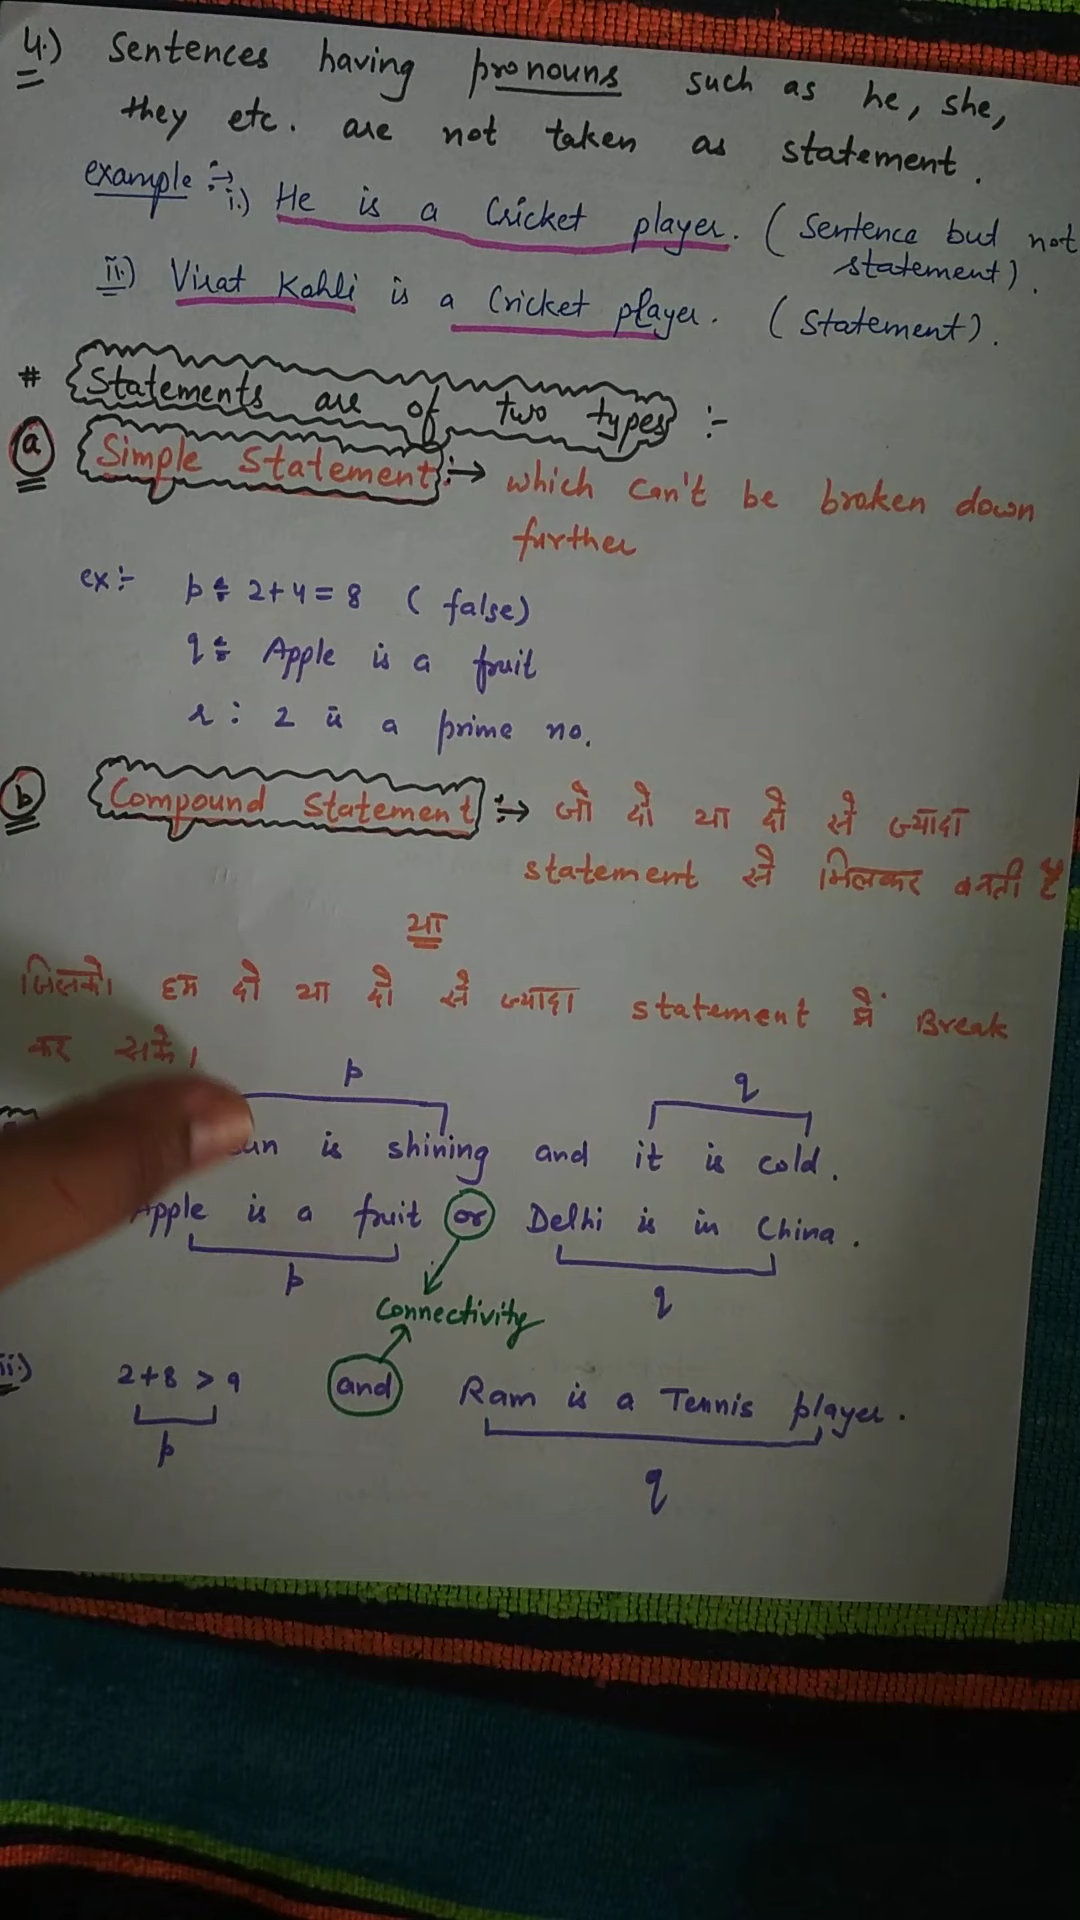 4.) Sentences having pronouns such as he, she,
they etc. are not taken as statement.
example :→ i.) He is a Cricket player. (Sentence but not
statement).
ii.) Virat Kohli is a Cricket player. (Statement).
# Statements are of two types :-
(a) Simple Statement :→ which can't be broken down
further
ex:- p : 2+4=8 (false)
q : Apple is a fruit
r : 2 is a prime no.
(b) Compound Statement :→ जो दो या दो से ज्यादा
statement से मिलकर बनती है
या
जिसको हम दो या दो से ज्यादा statement में Break
कर सके।
p q
is shining and it is cold.
Apple is a fruit or Delhi is in China.
p q
Connectivity
2+8 > 9 and Ram is a Tennis player.
p
q